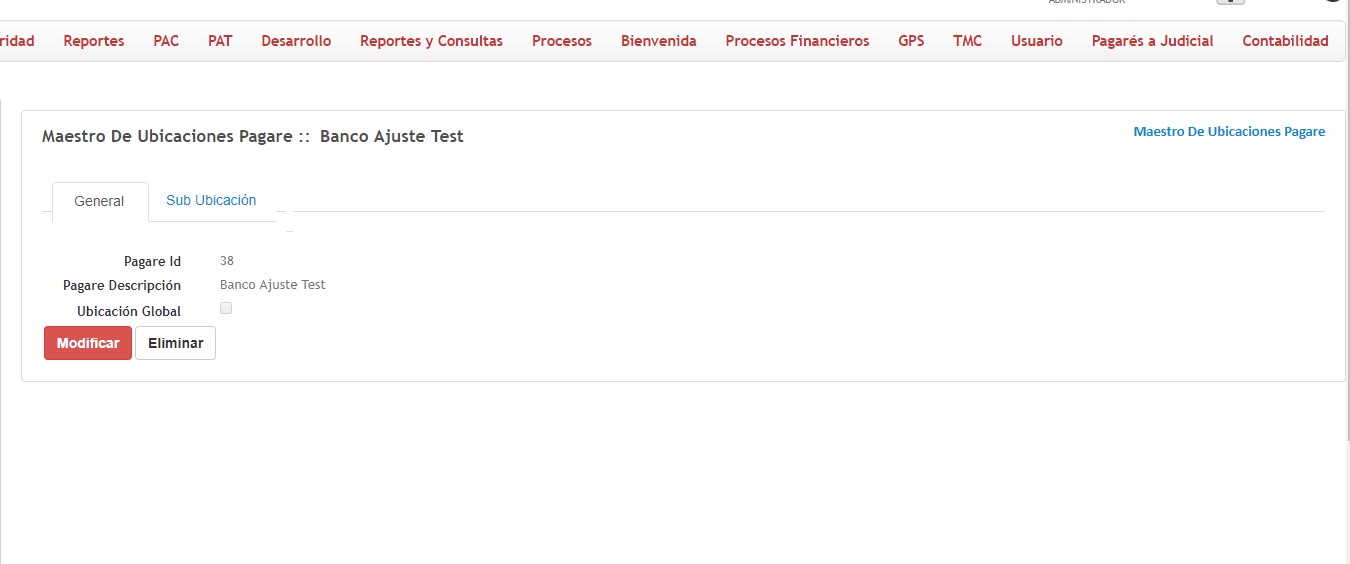 ADMINISTRADOR
ridad Reportes PAC PAT Desarrollo Reportes y Consultas Procesos Bienvenida Procesos Financieros GPS TMC Usuario Pagarés a Judicial Contabilidad
Maestro De Ubicaciones Pagare :: Banco Ajuste Test
Maestro De Ubicaciones Pagare
General Sub Ubicación
Pagare Id 38
Pagare Descripción Banco Ajuste Test
Ubicación Global
Modificar Eliminar